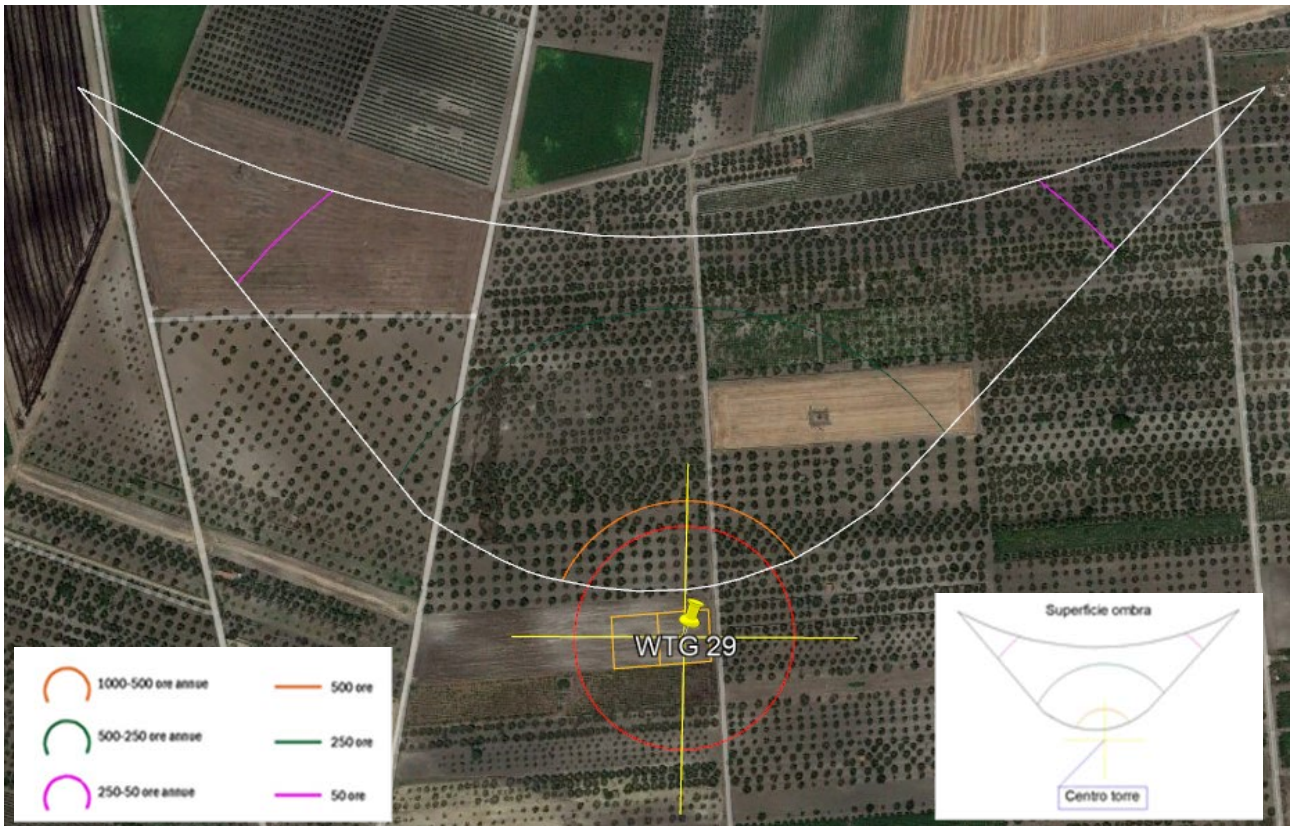 WTG 29
1000-500 ore annue
500 ore
500-250 ore annue
250 ore
250-50 ore annue
50 ore
Superficie ombra
Centro torre